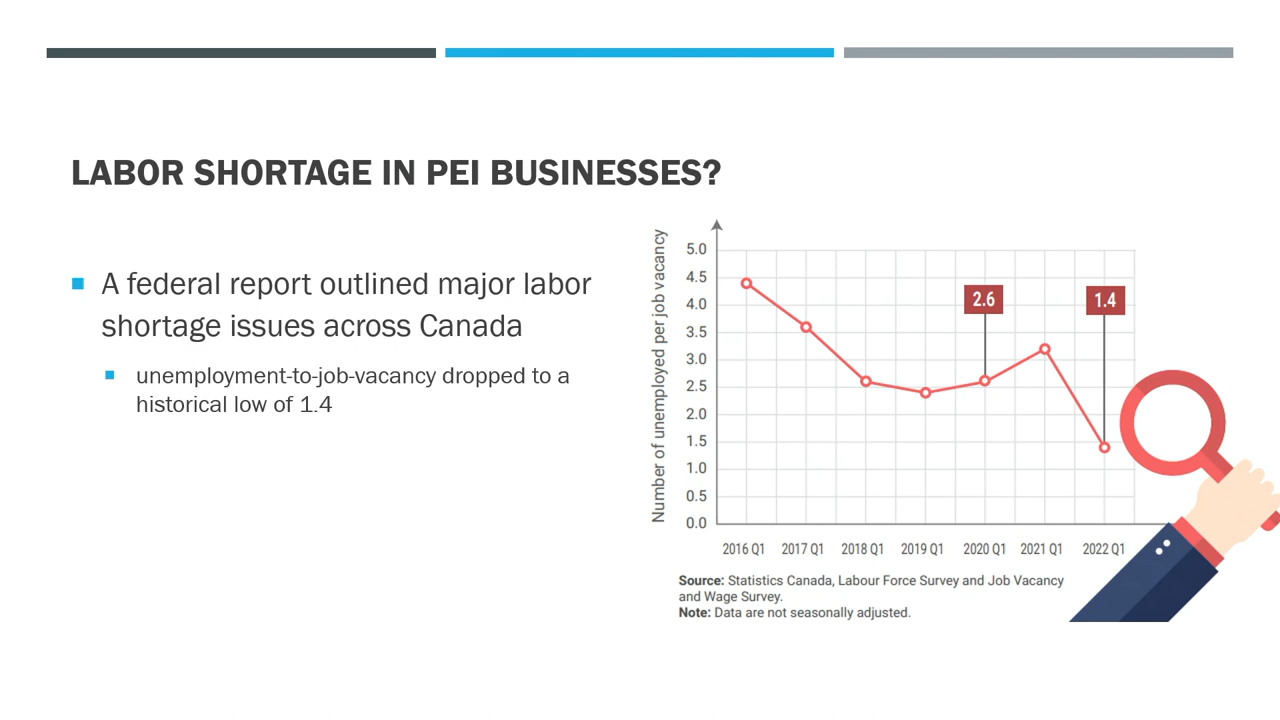 LABOR SHORTAGE IN PEI BUSINESSES?
A federal report outlined major labor
shortage issues across Canada
unemployment-to-job-vacancy dropped to a
historical low of 1.4
Number of unemployed per job vacancy
5.0
4.5
4.0
3.5
3.0
2.5
2.0
1.5
1.0
0.5
0.0
2.6
1.4
2016 Q1 2017 Q1 2018 Q1 2019 Q1 2020 Q1 2021 Q1 2022 Q1
Source: Statistics Canada, Labour Force Survey and Job Vacancy
and Wage Survey.
Note: Data are not seasonally adjusted.